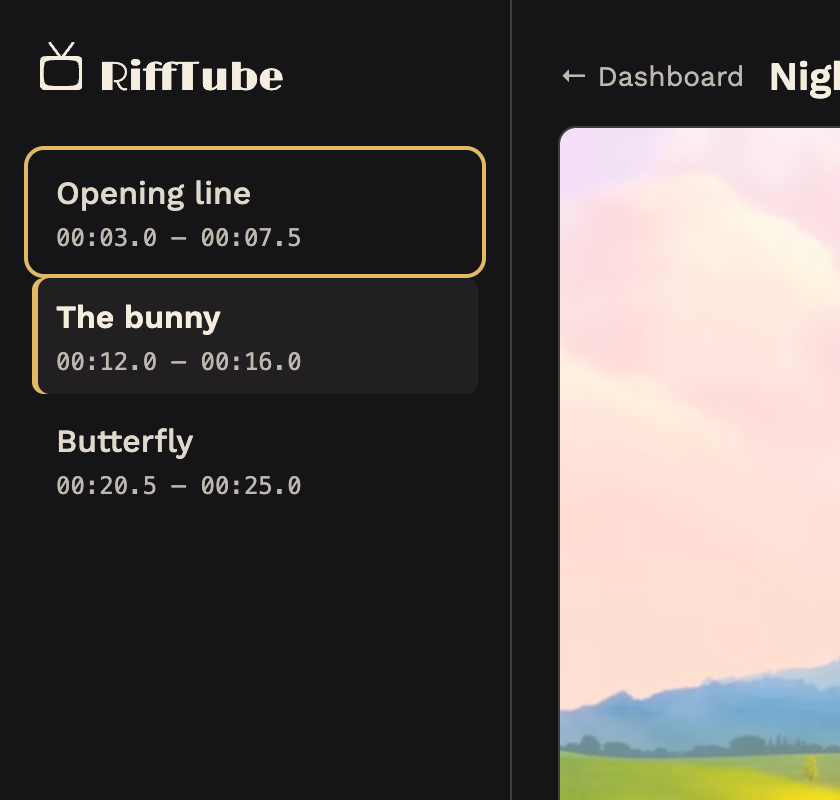 RiffTube
Opening line
00:03.0 — 00:07.5
The bunny
00:12.0 — 00:16.0
Butterfly
00:20.5 — 00:25.0
← Dashboard